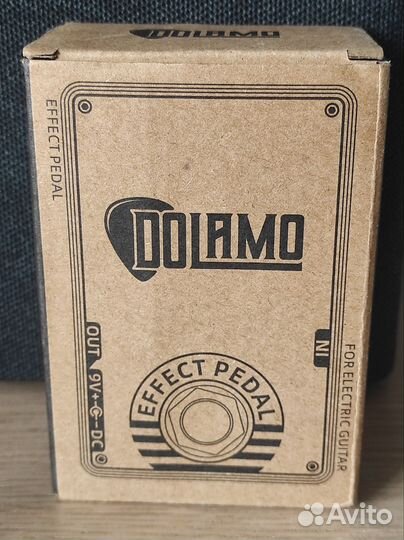 DOLAMO
EFFECT PEDAL
DOLAMO
OUT
9V+ - DC
IN
FOR ELECTRIC GUITAR
EFFECT PEDAL
Avito